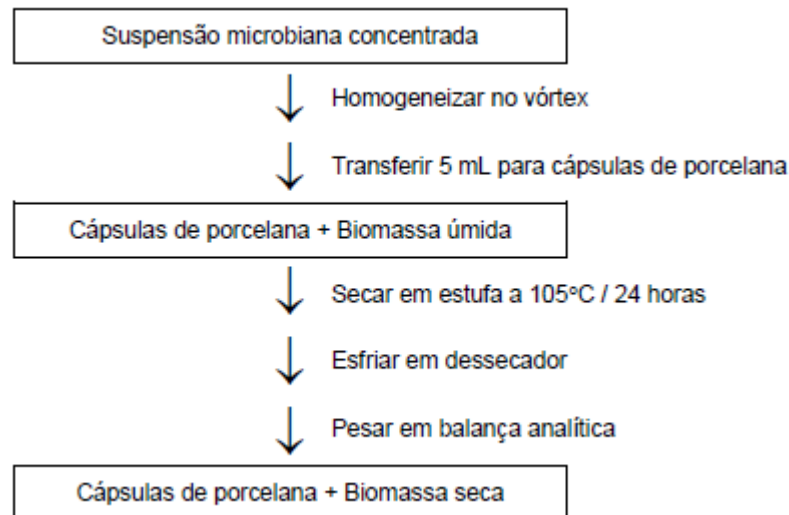 Suspensão microbiana concentrada
Homogeneizar no vórtex
Transferir 5 mL para cápsulas de porcelana
Cápsulas de porcelana + Biomassa úmida
Secar em estufa a 105ºC / 24 horas
Esfriar em dessecador
Pesar em balança analítica
Cápsulas de porcelana + Biomassa seca